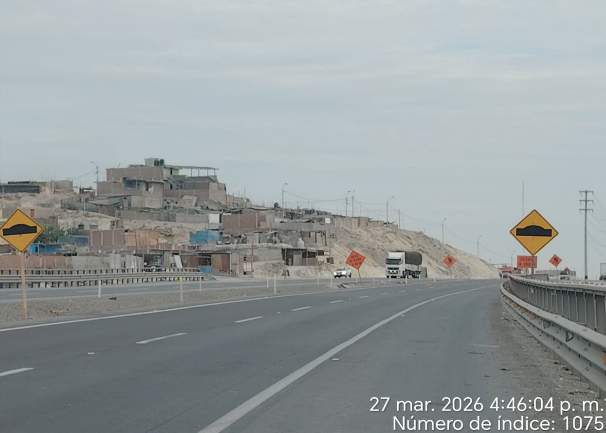 27 mar. 2026 4:46:04 p. m.
Número de índice: 1075